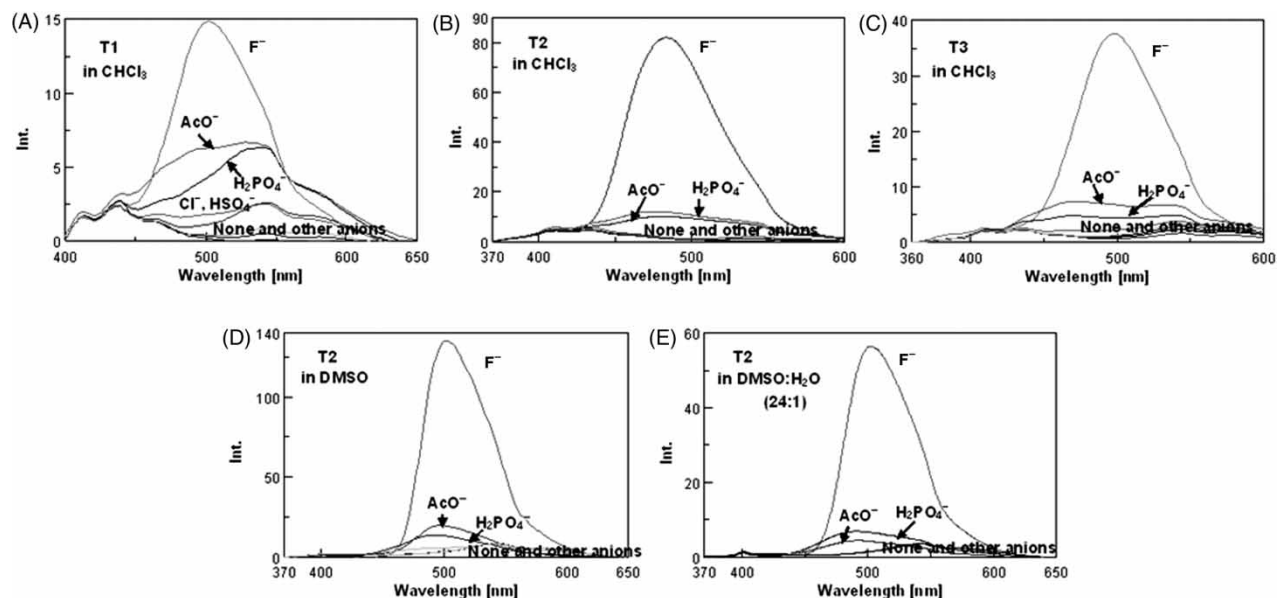 (A)
15
10
5
0
Int.
T1
in CHCl₃
F⁻
AcO⁻
H₂PO₄⁻
Cl⁻, HSO₄⁻
None and other anions
400
500
600
650
Wavelength [nm]
(B)
90
80
60
40
20
0
Int.
T2
in CHCl₃
F⁻
AcO⁻
H₂PO₄⁻
None and other anions
370
400
500
600
Wavelength [nm]
(C)
40
30
20
10
0
Int.
T3
in CHCl₃
F⁻
AcO⁻
H₂PO₄⁻
None and other anions
360
400
500
600
Wavelength [nm]
(D)
140
100
50
0
Int.
T2
in DMSO
F⁻
AcO⁻
H₂PO₄⁻
None and other anions
370
400
500
600
650
Wavelength [nm]
(E)
60
40
20
0
Int.
T2
in DMSO:H₂O
(24:1)
F⁻
AcO⁻
H₂PO₄⁻
None and other anions
370
400
500
600
650
Wavelength [nm]